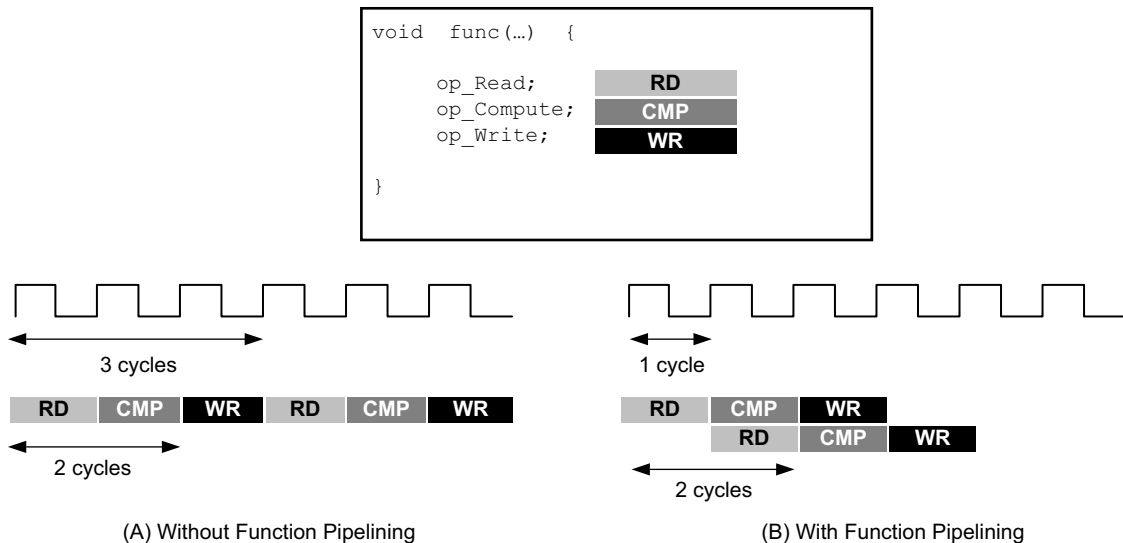 void func(…) {
op_Read; RD
op_Compute; CMP
op_Write; WR
}
3 cycles
RD CMP WR RD CMP WR
2 cycles
(A) Without Function Pipelining
1 cycle
RD CMP WR
RD CMP WR
2 cycles
(B) With Function Pipelining